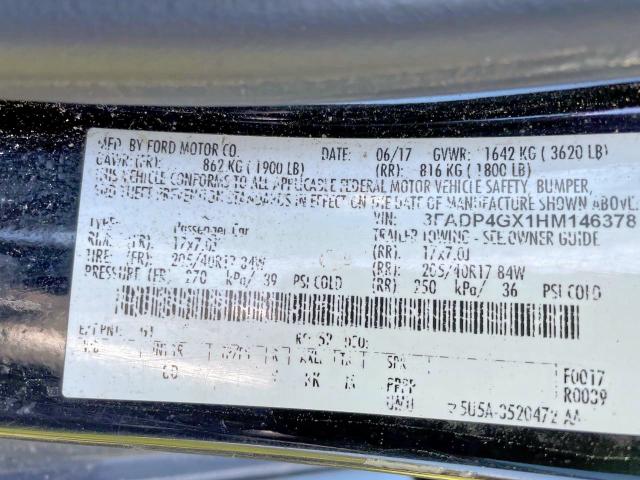 MFD. BY FORD MOTOR CO. DATE: 06/17 GVWR: 1642 KG ( 3620 LB)
GAWR (FR): 862 KG ( 1900 LB) (RR): 816 KG ( 1800 LB)
THIS VEHICLE CONFORMS TO ALL APPLICABLE FEDERAL MOTOR VEHICLE SAFETY, BUMPER,
AND THEFT PREVENTION STANDARDS IN EFFECT ON THE DATE OF MANUFACTURE SHOWN ABOVE.
VIN: 3FADP4GX1HM146378
Passenger Car TRAILER TOWING - SEE OWNER GUIDE
(FR): 17x7.0J (RR): 17x7.0J
TIRE: (FR): 205/40R17 84W (RR): 205/40R17 84W
PRESSURE (FR) 270 kPa/ 39 PSI COLD (RR) 250 kPa/ 36 PSI COLD
EXT PNT:
F0017
R0039
5U5A-3520472-AA